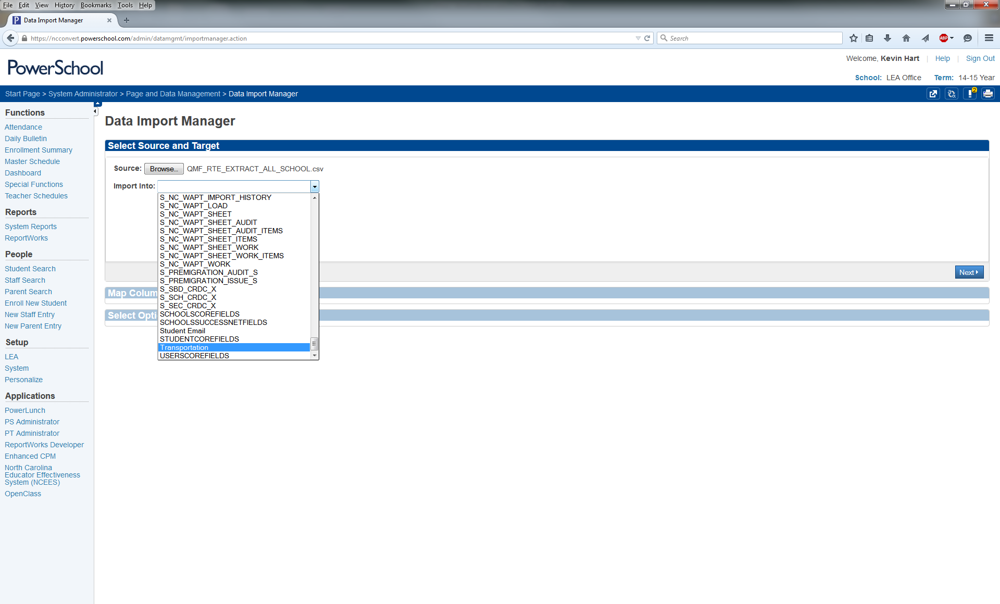 File Edit View History Bookmarks Tools Help
Data Import Manager
https://ncconvert.powerschool.com/admin/datamgmt/importmanager.action
Search
ABP
PowerSchool
Welcome, Kevin Hart | Help | Sign Out
School: LEA Office Term: 14-15 Year
Start Page > System Administrator > Page and Data Management > Data Import Manager
2
Functions
Attendance
Daily Bulletin
Enrollment Summary
Master Schedule
Dashboard
Special Functions
Teacher Schedules
Reports
System Reports
ReportWorks
People
Student Search
Staff Search
Parent Search
Enroll New Student
New Staff Entry
New Parent Entry
Setup
LEA
System
Personalize
Applications
PowerLunch
PS Administrator
PT Administrator
ReportWorks Developer
Enhanced CPM
North Carolina
Educator Effectiveness
System (NCEES)
OpenClass
Data Import Manager
Select Source and Target
Source: Browse... QMF_RTE_EXTRACT_ALL_SCHOOL.csv
Import Into:
S_NC_WAPT_IMPORT_HISTORY
S_NC_WAPT_LOAD
S_NC_WAPT_SHEET
S_NC_WAPT_SHEET_AUDIT
S_NC_WAPT_SHEET_AUDIT_ITEMS
S_NC_WAPT_SHEET_ITEMS
S_NC_WAPT_SHEET_WORK
S_NC_WAPT_SHEET_WORK_ITEMS
S_NC_WAPT_WORK
S_PREMIGRATION_AUDIT_S
S_PREMIGRATION_ISSUE_S
S_SBD_CRDC_X
S_SCH_CRDC_X
S_SEC_CRDC_X
SCHOOLSCOREFIELDS
SCHOOLSSUCCESSNETFIELDS
Student Email
STUDENTCOREFIELDS
Transportation
USERSCOREFIELDS
Next
Map Colum
Select Opti